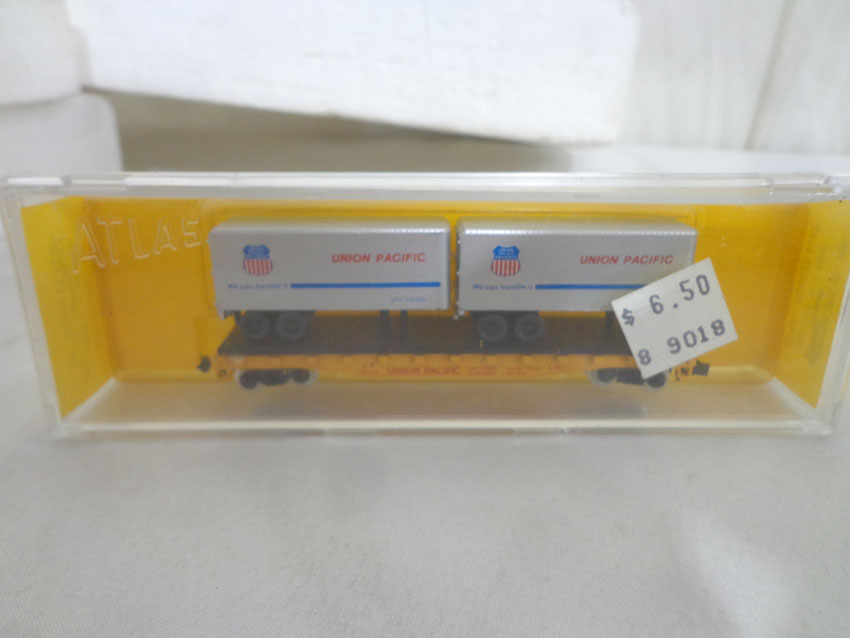 ATLAS
UNION PACIFIC
We can handle it
UNION PACIFIC
We can handle it
$ 6.50
8 9018
UNION PACIFIC